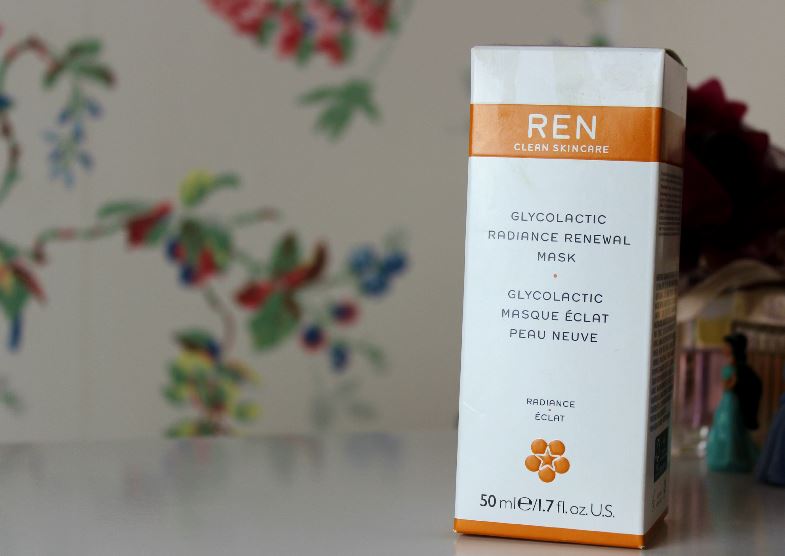 REN
CLEAN SKINCARE
GLYCOLACTIC
RADIANCE RENEWAL
MASK
GLYCOLACTIC
MASQUE ÉCLAT
PEAU NEUVE
RADIANCE
ÉCLAT
50 ml℮/1.7 fl. oz. U.S.